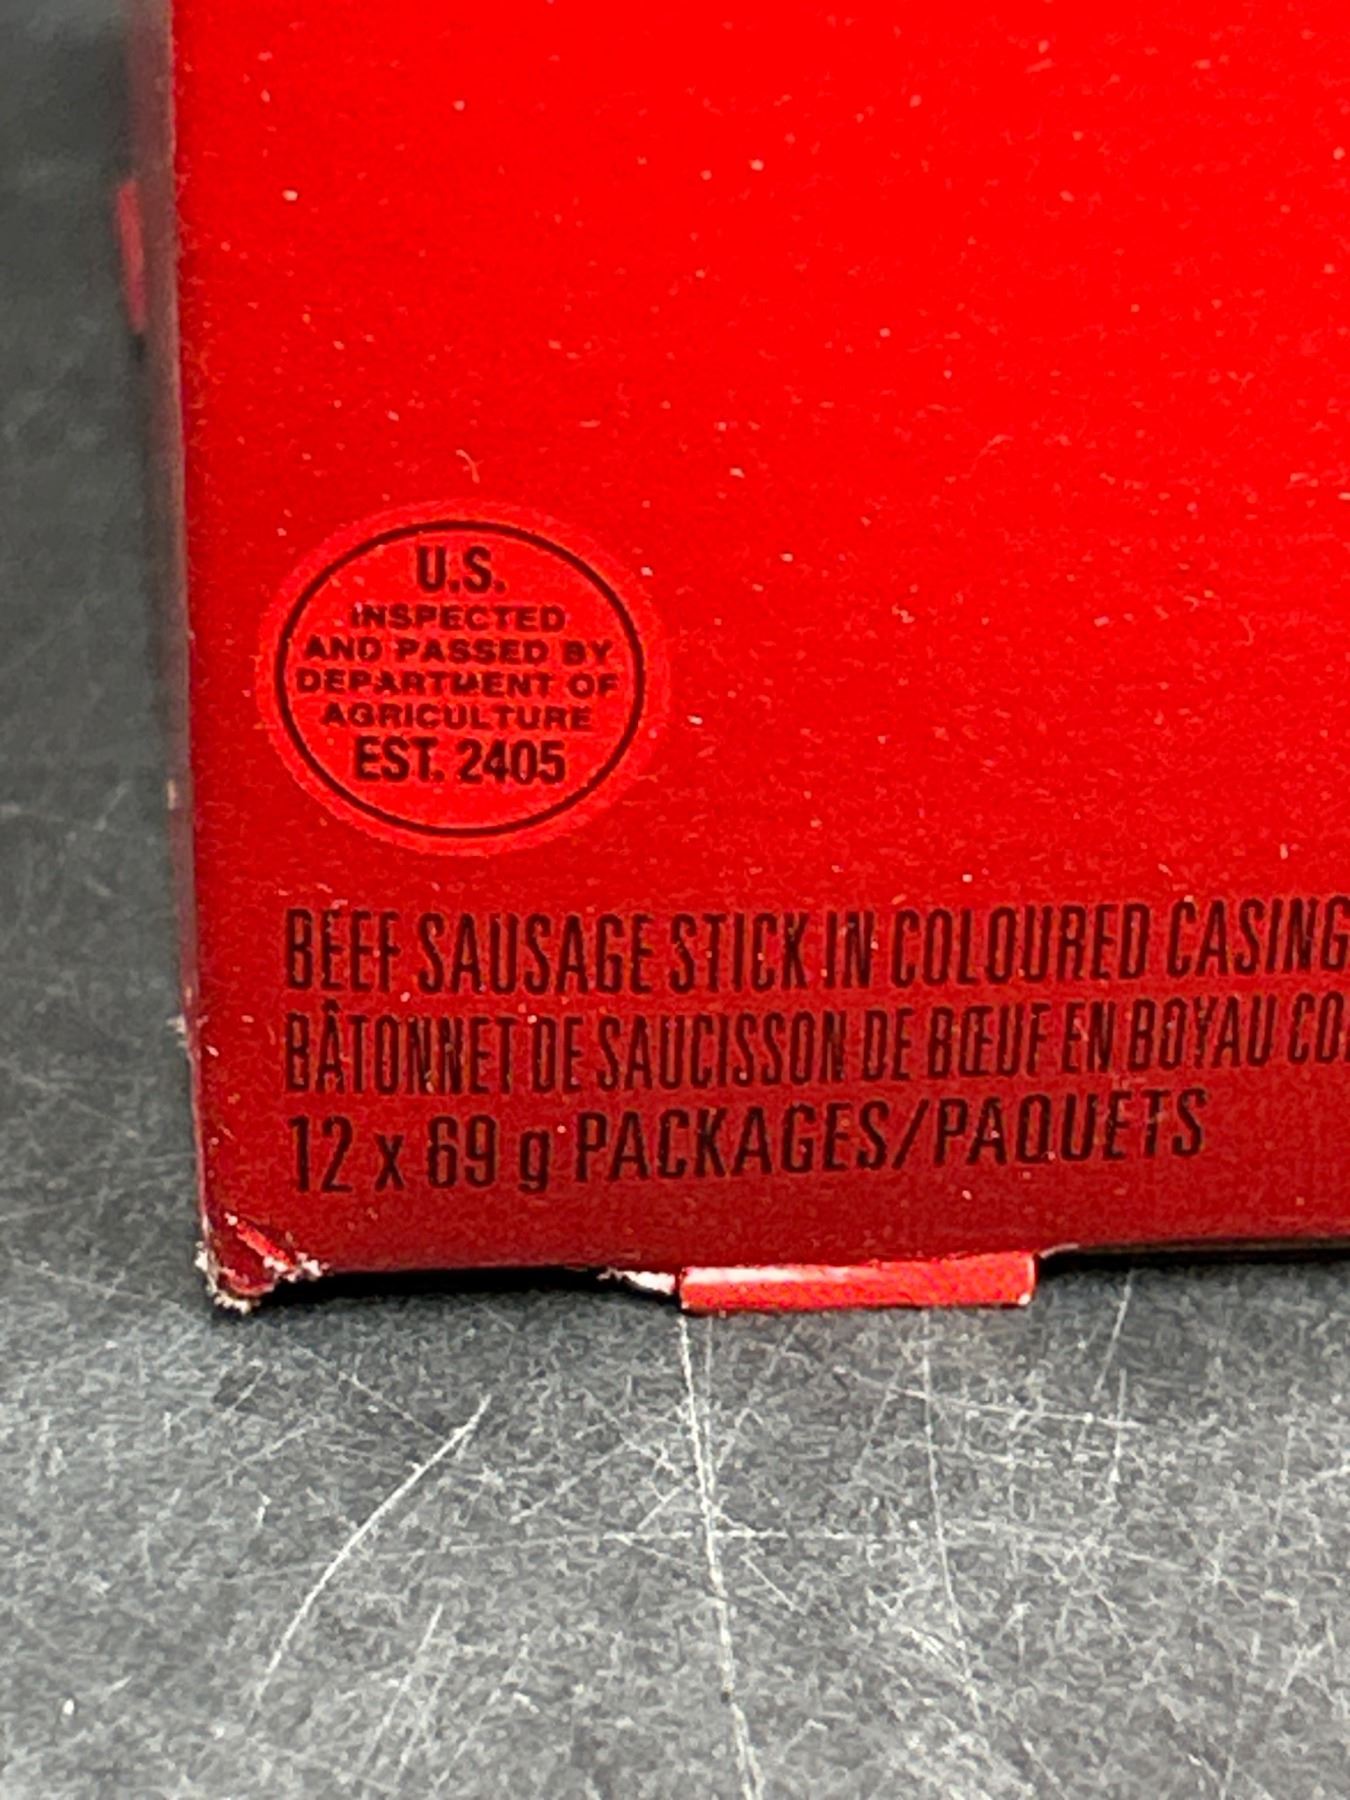 U.S.
INSPECTED
AND PASSED BY
DEPARTMENT OF
AGRICULTURE
EST. 2405
BEEF SAUSAGE STICK IN COLOURED CASING
BÂTONNET DE SAUCISSON DE BŒUF EN BOYAU
12 x 69 g PACKAGES/PAQUETS